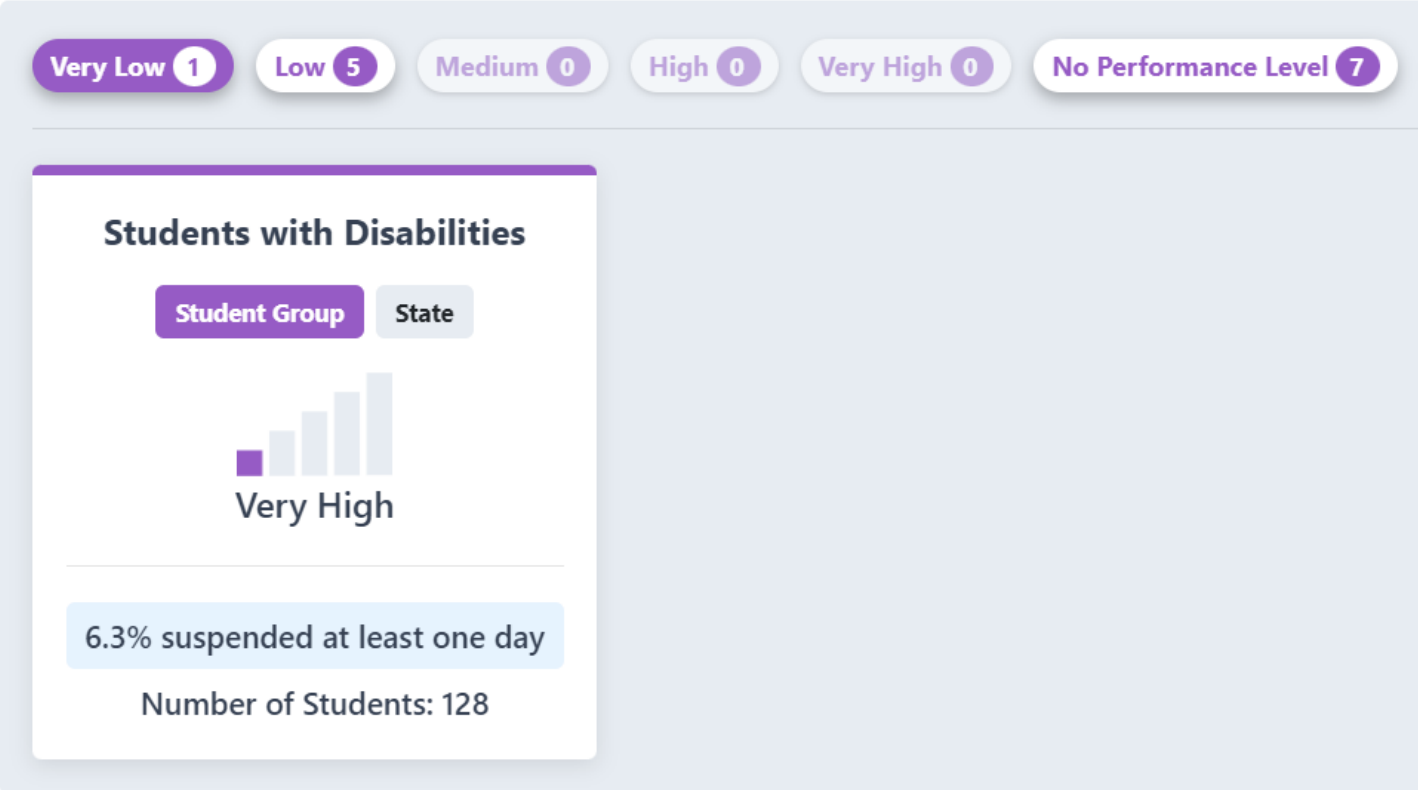 Very Low 1 Low 5 Medium 0 High 0 Very High 0 No Performance Level 7
Students with Disabilities
Student Group State
Very High
6.3% suspended at least one day
Number of Students: 128